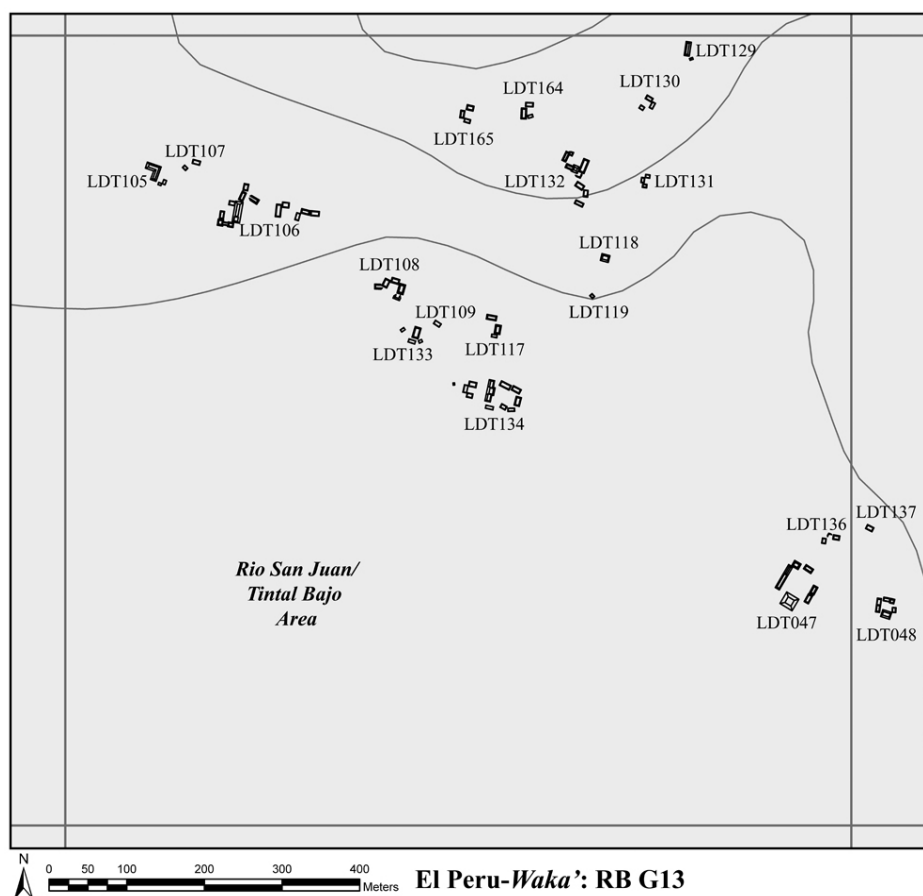 LDT129
LDT164
LDT130
LDT165
LDT107
LDT105
LDT132
LDT131
LDT106
LDT118
LDT108
LDT119
LDT109
LDT133
LDT117
LDT134
LDT137
LDT136
Rio San Juan/
Tintal Bajo
Area
LDT047
LDT048
N
0 50 100 200 300 400
Meters
El Peru-Waka’: RB G13